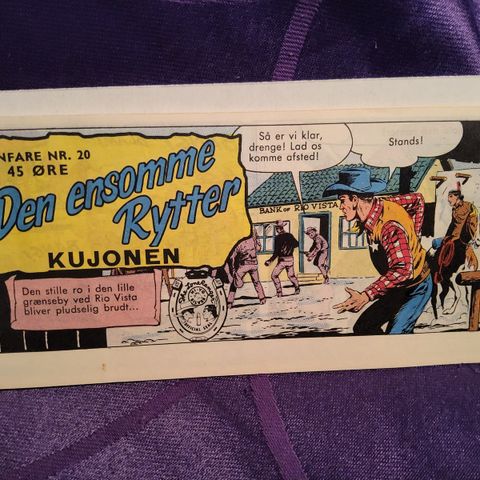 NFARE NR. 20
45 ØRE
Den ensomme
Rytter
KUJONEN
Den stille ro i den lille
grænseby ved Rio Vista
bliver pludselig brudt...
Så er vi klar,
drenge! Lad os
komme afsted!
Stands!
BANK OF RIO VISTA